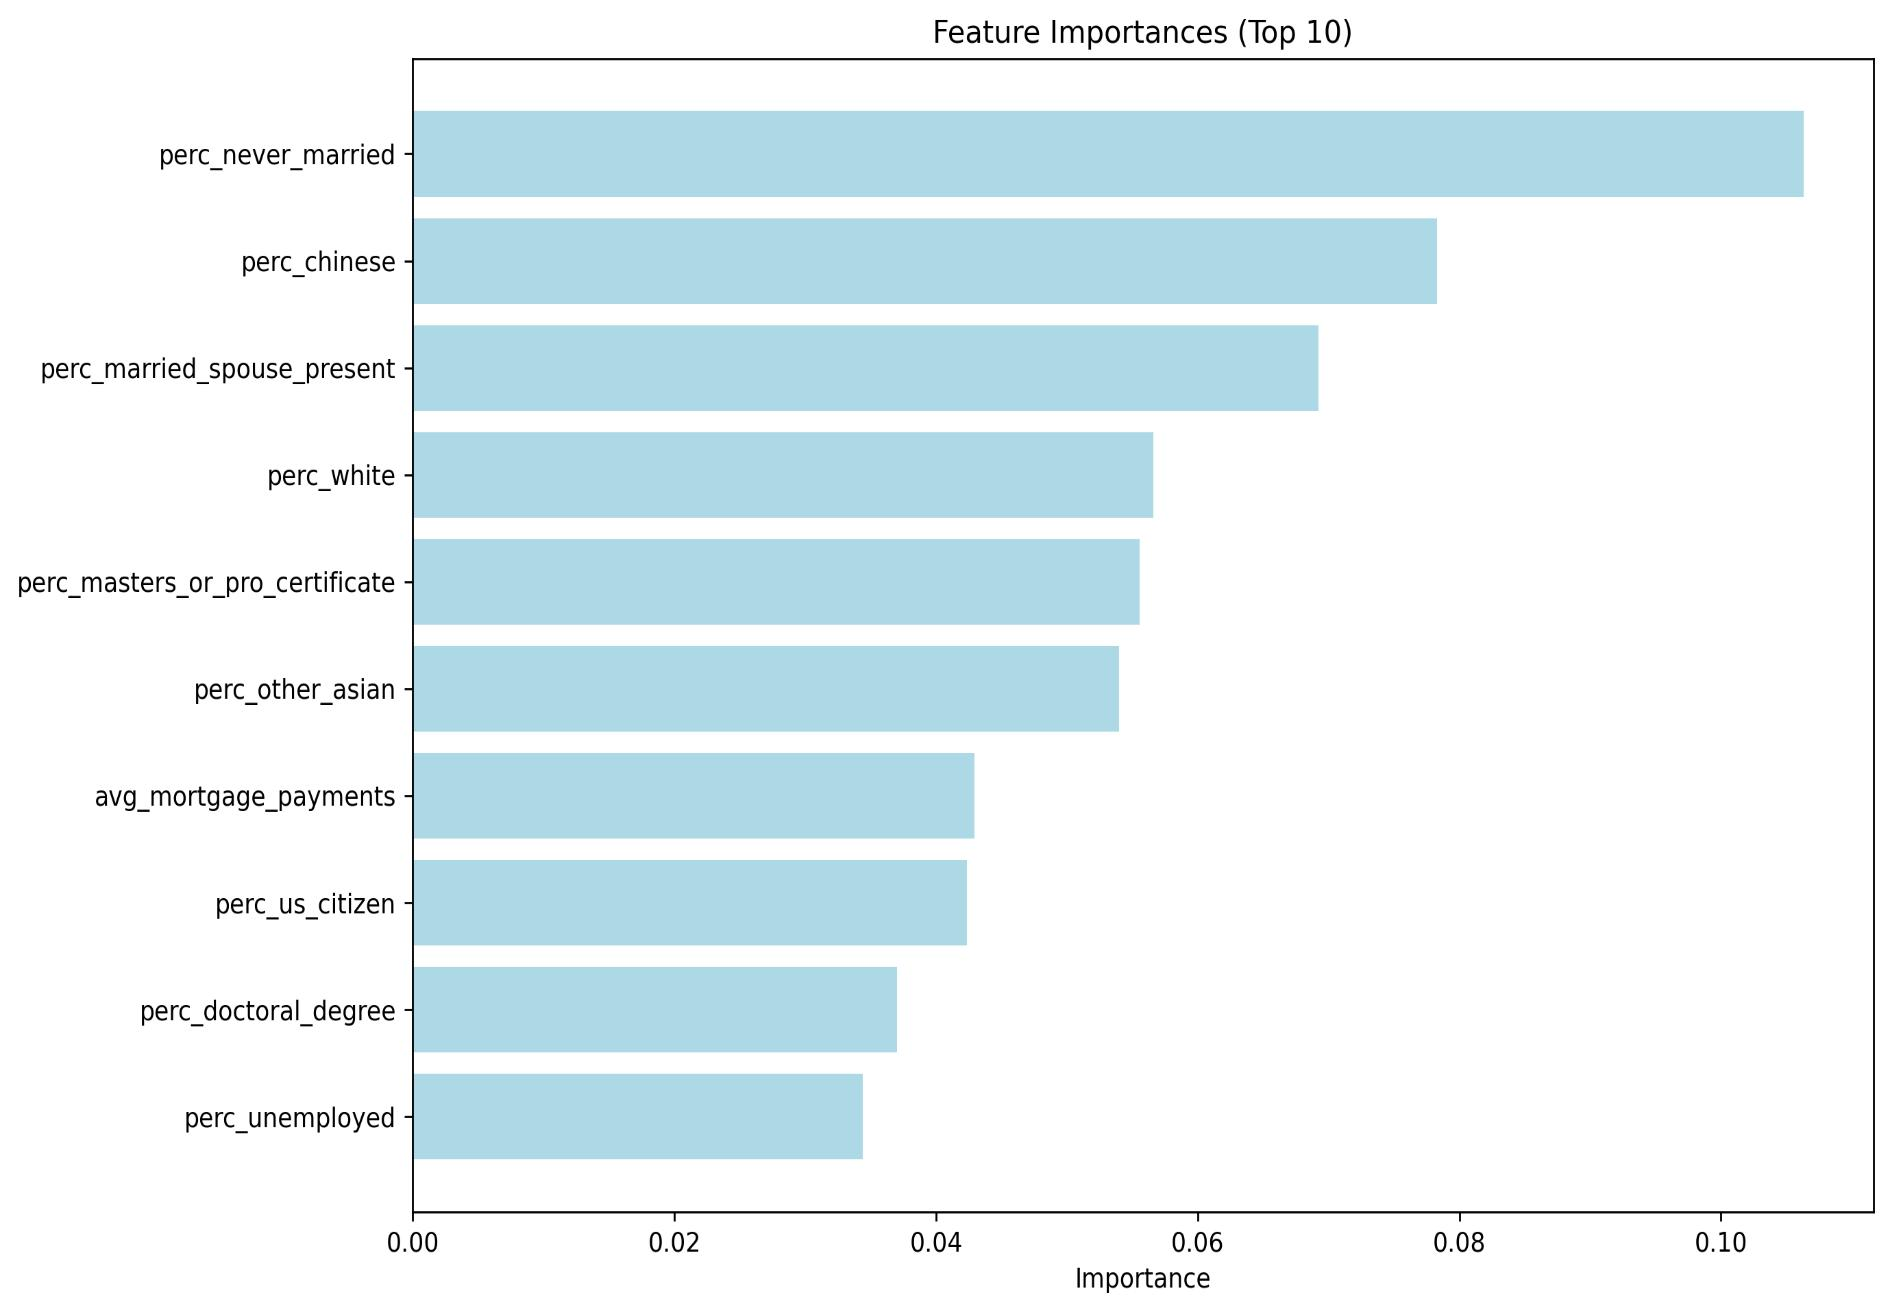 Feature Importances (Top 10)
perc_never_married
perc_chinese
perc_married_spouse_present
perc_white
perc_masters_or_pro_certificate
perc_other_asian
avg_mortgage_payments
perc_us_citizen
perc_doctoral_degree
perc_unemployed
0.00 0.02 0.04 0.06 0.08 0.10
Importance